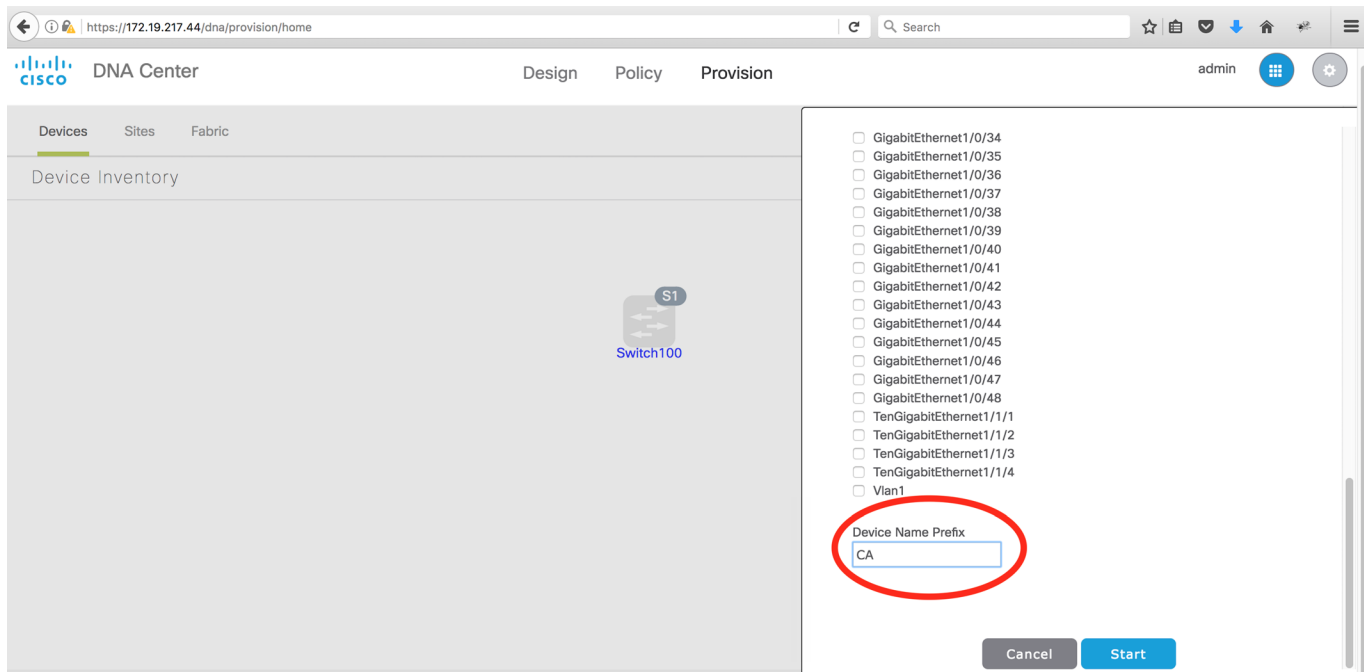 https://172.19.217.44/dna/provision/home
Search
CISCO
DNA Center
Design
Policy
Provision
admin
Devices
Sites
Fabric
Device Inventory
S1
Switch100
GigabitEthernet1/0/34
GigabitEthernet1/0/35
GigabitEthernet1/0/36
GigabitEthernet1/0/37
GigabitEthernet1/0/38
GigabitEthernet1/0/39
GigabitEthernet1/0/40
GigabitEthernet1/0/41
GigabitEthernet1/0/42
GigabitEthernet1/0/43
GigabitEthernet1/0/44
GigabitEthernet1/0/45
GigabitEthernet1/0/46
GigabitEthernet1/0/47
GigabitEthernet1/0/48
TenGigabitEthernet1/1/1
TenGigabitEthernet1/1/2
TenGigabitEthernet1/1/3
TenGigabitEthernet1/1/4
Vlan1
Device Name Prefix
CA
Cancel
Start